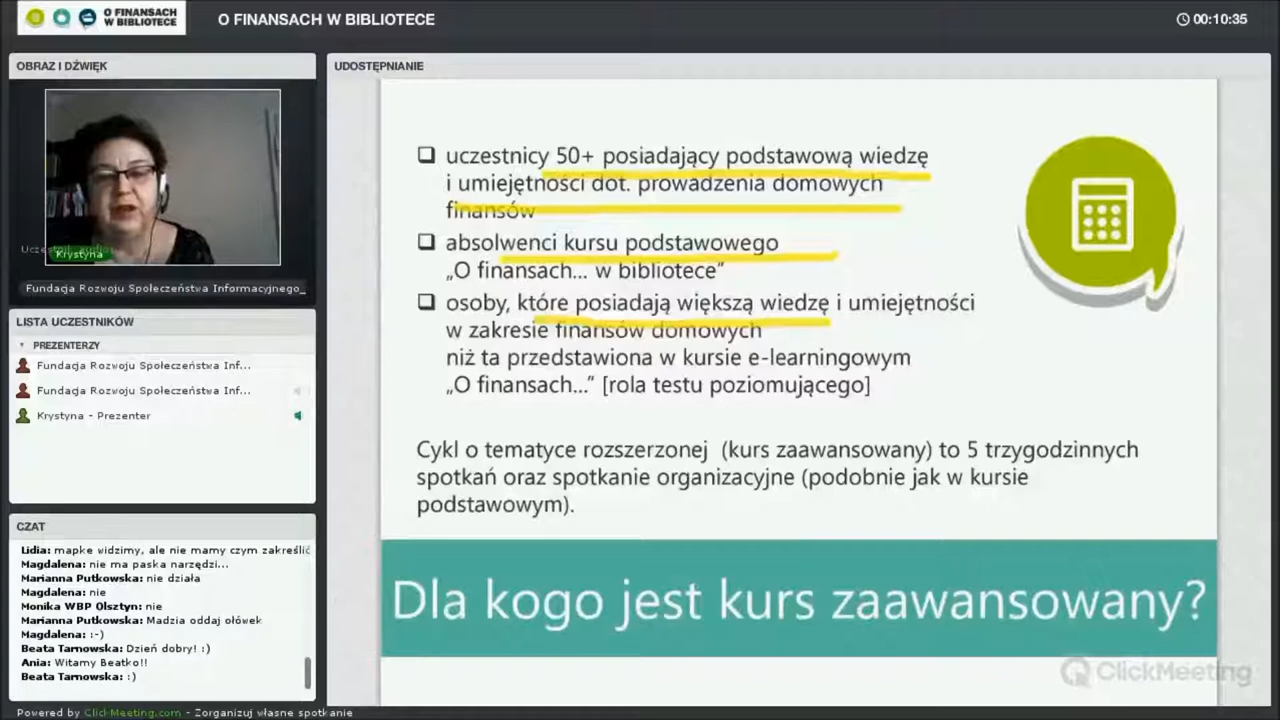 O FINANSACH
W BIBLIOTECE
O FINANSACH W BIBLIOTECE
00:10:35
OBRAZ I DŹWIĘK
Krystyna
Fundacja Rozwoju Społeczeństwa Informacyjnego_
LISTA UCZESTNIKÓW
PREZENTERZY
Fundacja Rozwoju Społeczeństwa Inf...
Fundacja Rozwoju Społeczeństwa Inf...
Krystyna - Prezenter
CZAT
Lidia: mapke widzimy, ale nie mamy czym zakreślić
Magdalena: nie ma paska narzędzi...
Marianna Putkowska: nie działa
Magdalena: nie
Monika WBP Olsztyn: nie
Marianna Putkowska: Madzia oddaj ołówek
Magdalena: :-)
Beata Tarnowska: Dzień dobry! :)
Ania: Witamy Beatko!!
Beata Tarnowska: :)
Powered by ClickMeeting.com - Zorganizuj własne spotkanie
UDOSTĘPNIANIE
❑ uczestnicy 50+ posiadający podstawową wiedzę
i umiejętności dot. prowadzenia domowych
finansów
❑ absolwenci kursu podstawowego
„O finansach... w bibliotece”
❑ osoby, które posiadają większą wiedzę i umiejętności
w zakresie finansów domowych
niż ta przedstawiona w kursie e-learningowym
„O finansach...” [rola testu poziomującego]
Cykl o tematyce rozszerzonej (kurs zaawansowany) to 5 trzygodzinnych
spotkań oraz spotkanie organizacyjne (podobnie jak w kursie
podstawowym).
Dla kogo jest kurs zaawansowany?
ClickMeeting